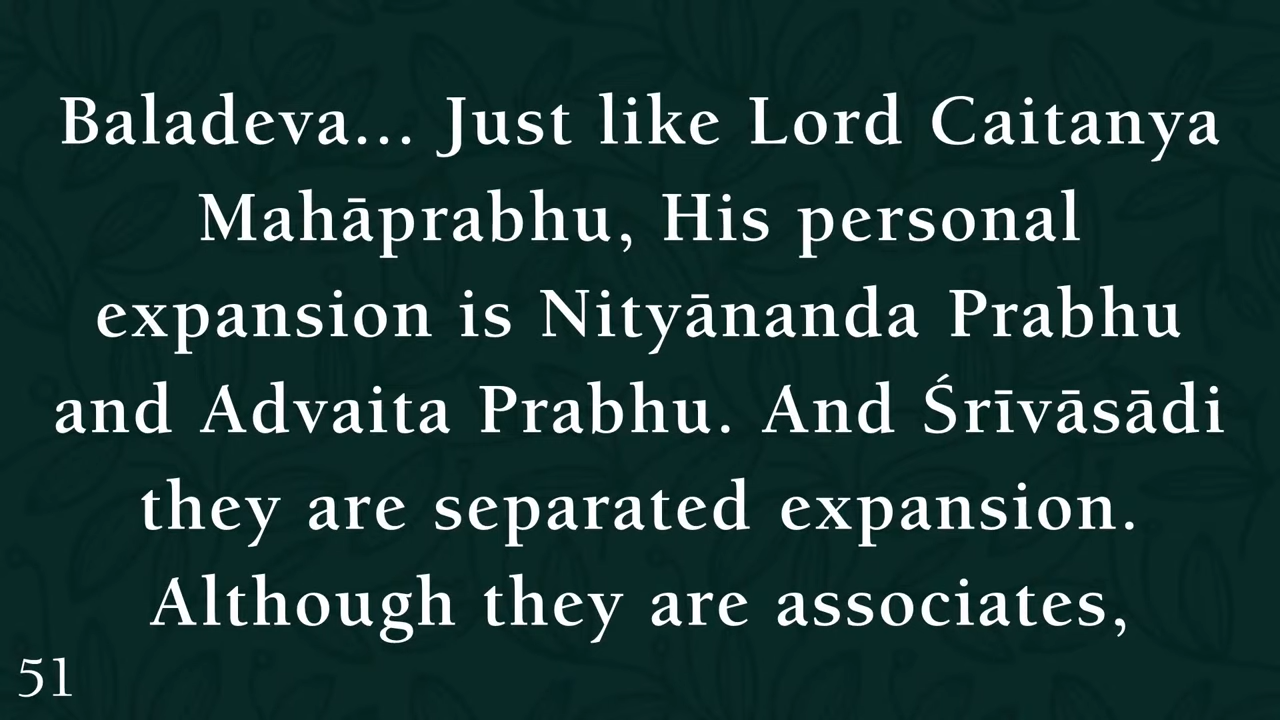 Baladeva... Just like Lord Caitanya
Mahāprabhu, His personal
expansion is Nityānanda Prabhu
and Advaita Prabhu. And Śrīvāsādi
they are separated expansion.
Although they are associates,
51